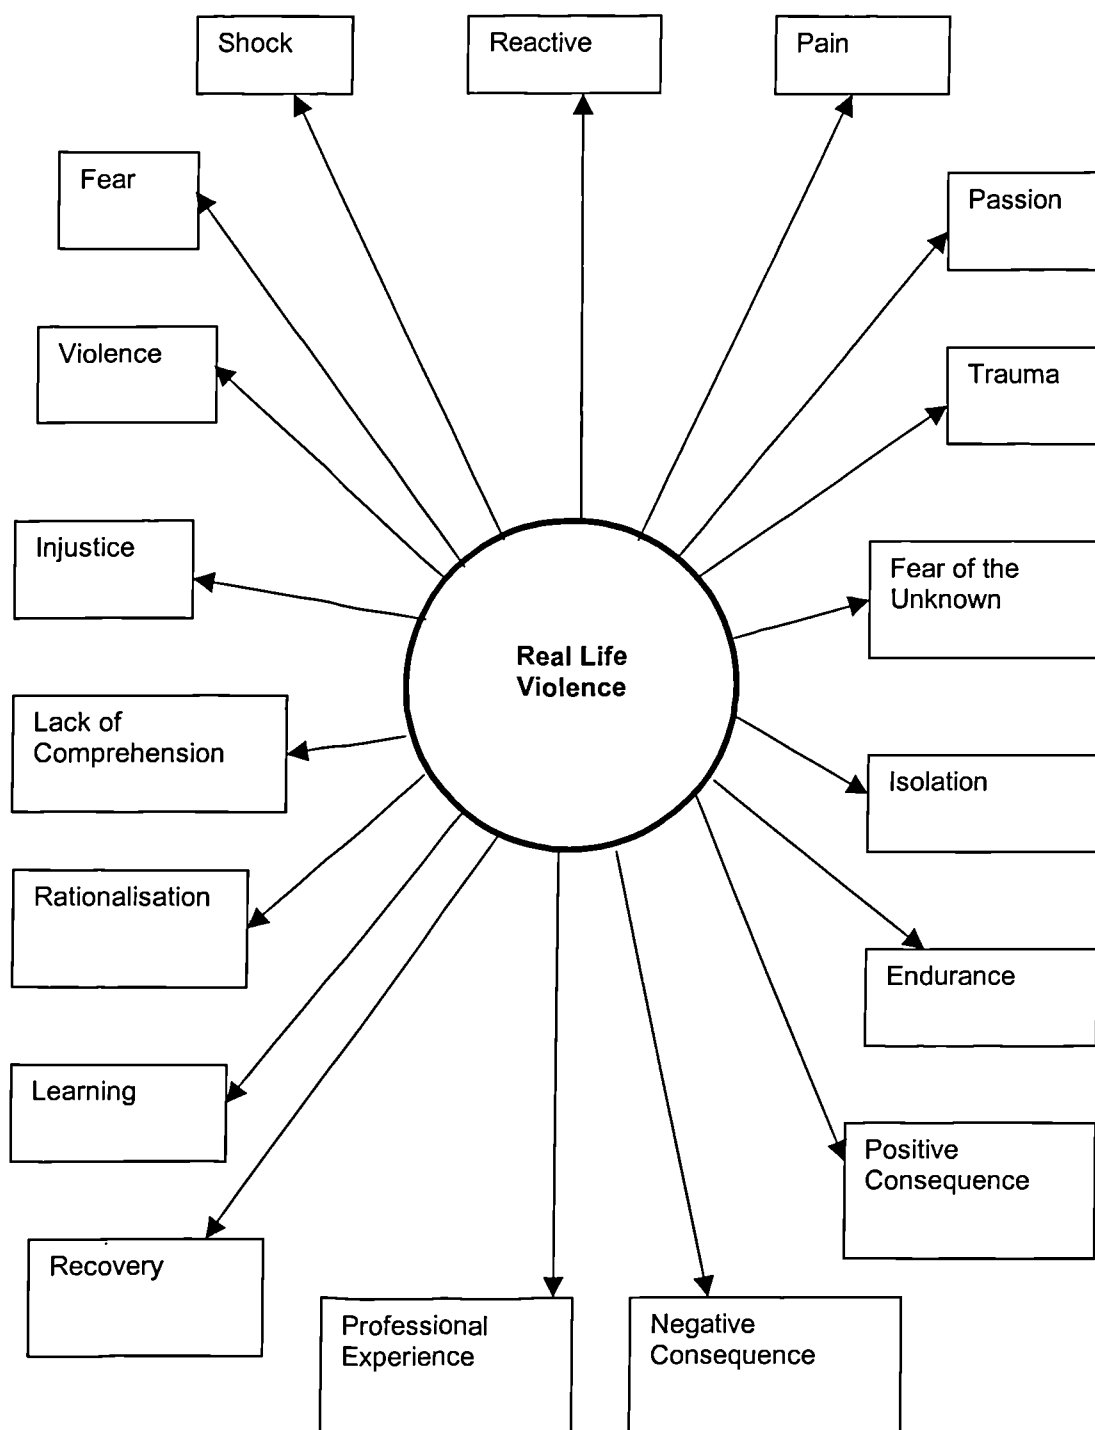 Shock
Reactive
Pain
Fear
Passion
Violence
Trauma
Injustice
Fear of the
Unknown
Real Life
Violence
Lack of
Comprehension
Isolation
Rationalisation
Endurance
Learning
Positive
Consequence
Recovery
Professional
Experience
Negative
Consequence